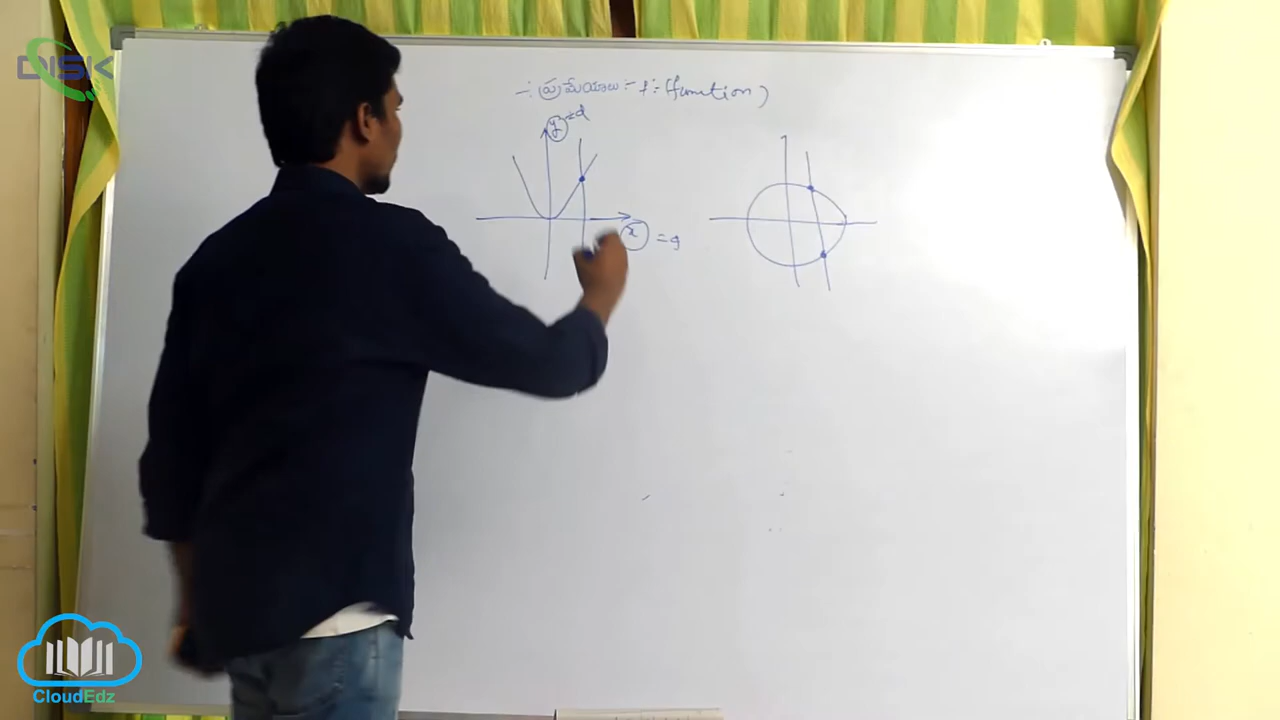 DISK
-: ప్రమేయాలు :- f :- (function)
y = d
x = a
CloudEdz